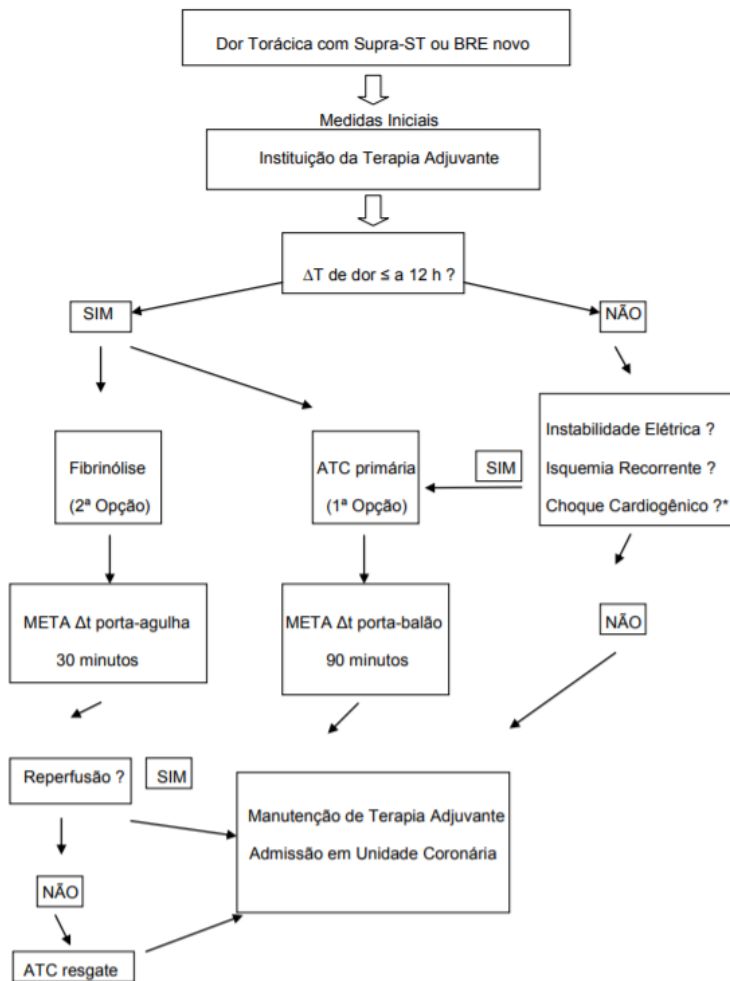 Dor Torácica com Supra-ST ou BRE novo
Medidas Iniciais
Instituição da Terapia Adjuvante
ΔT de dor ≤ a 12 h ?
SIM
NÃO
Fibrinólise
(2ª Opção)
ATC primária
(1ª Opção)
SIM
Instabilidade Elétrica ?
Isquemia Recorrente ?
Choque Cardiogênico ?*
META Δt porta-agulha
30 minutos
META Δt porta-balão
90 minutos
NÃO
Reperfusão ?
SIM
Manutenção de Terapia Adjuvante
Admissão em Unidade Coronária
NÃO
ATC resgate